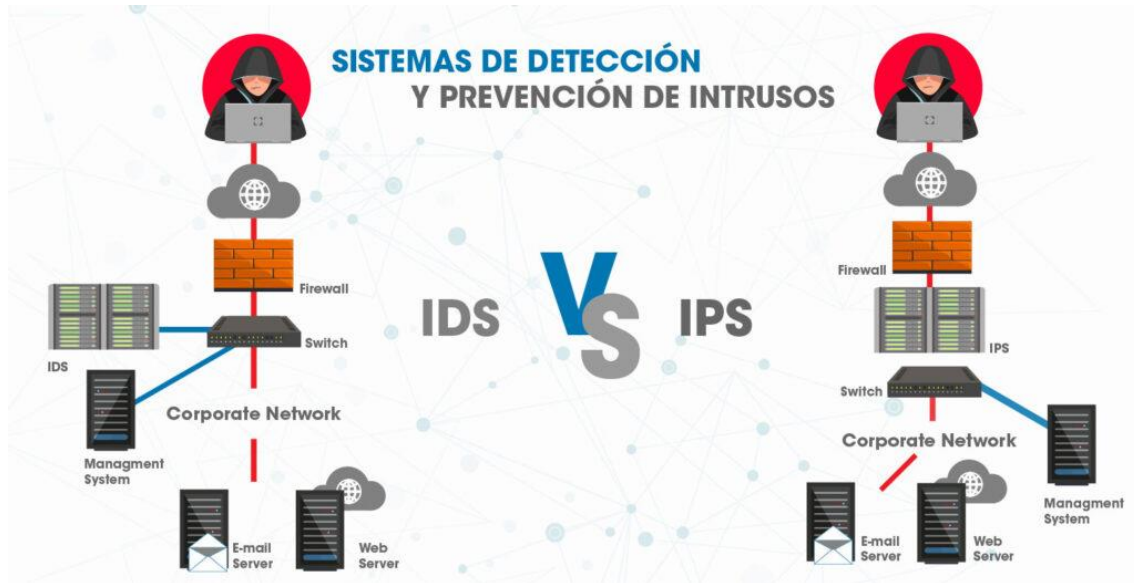 SISTEMAS DE DETECCIÓN
Y PREVENCIÓN DE INTRUSOS
Firewall
IDS
Switch
Corporate Network
Managment
System
E-mail
Server
Web
Server
IDS
VS
IPS
Firewall
IPS
Switch
Corporate Network
Managment
System
E-mail
Server
Web
Server